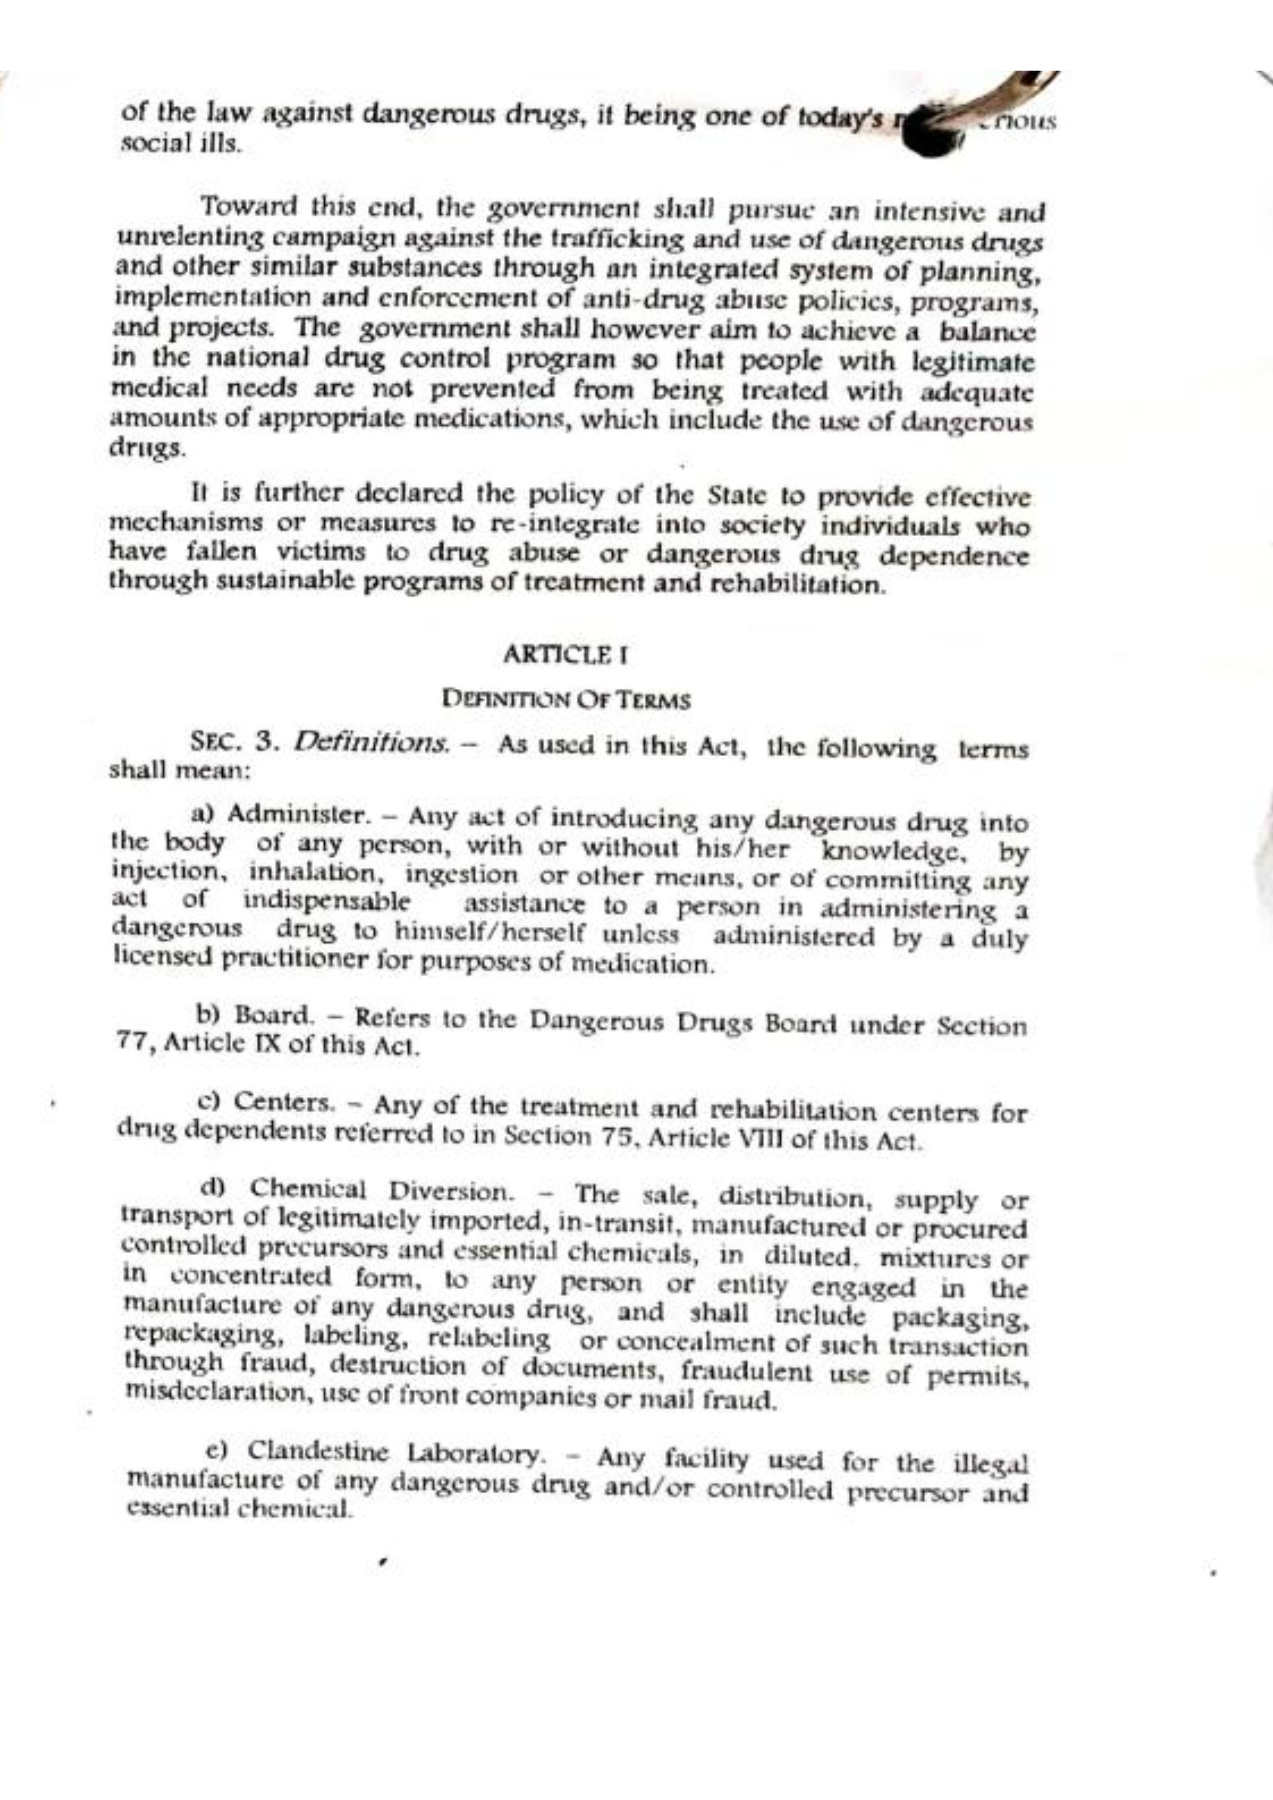 of the law against dangerous drugs, it being one of today's
social ills.
Toward this end, the government shall pursue an intensive and
unrelenting campaign against the trafficking and use of dangerous drugs
and other similar substances through an integrated system of planning,
implementation and enforcement of anti-drug abuse policies, programs,
and projects. The government shall however aim to achieve a balance
in the national drug control program so that people with legitimate
medical needs are not prevented from being treated with adequate
amounts of appropriate medications, which include the use of dangerous
drugs.
It is further declared the policy of the State to provide effective
mechanisms or measures to re-integrate into society individuals who
have fallen victims to drug abuse or dangerous drug dependence
through sustainable programs of treatment and rehabilitation.
ARTICLE I
DEFINITION OF TERMS
SEC. 3. Definitions. – As used in this Act, the following terms
shall mean:
a) Administer. – Any act of introducing any dangerous drug into
the body of any person, with or without his/her knowledge, by
injection, inhalation, ingestion or other means, or of committing any
act of indispensable assistance to a person in administering a
dangerous drug to himself/herself unless administered by a duly
licensed practitioner for purposes of medication.
b) Board. – Refers to the Dangerous Drugs Board under Section
77, Article IX of this Act.
c) Centers. – Any of the treatment and rehabilitation centers for
drug dependents referred to in Section 75, Article VIII of this Act.
d) Chemical Diversion. – The sale, distribution, supply or
transport of legitimately imported, in-transit, manufactured or procured
controlled precursors and essential chemicals, in diluted, mixtures or
in concentrated form, to any person or entity engaged in the
manufacture of any dangerous drug, and shall include packaging,
repackaging, labeling, relabeling or concealment of such transaction
through fraud, destruction of documents, fraudulent use of permits,
misdeclaration, use of front companies or mail fraud.
e) Clandestine Laboratory. – Any facility used for the illegal
manufacture of any dangerous drug and/or controlled precursor and
essential chemical.